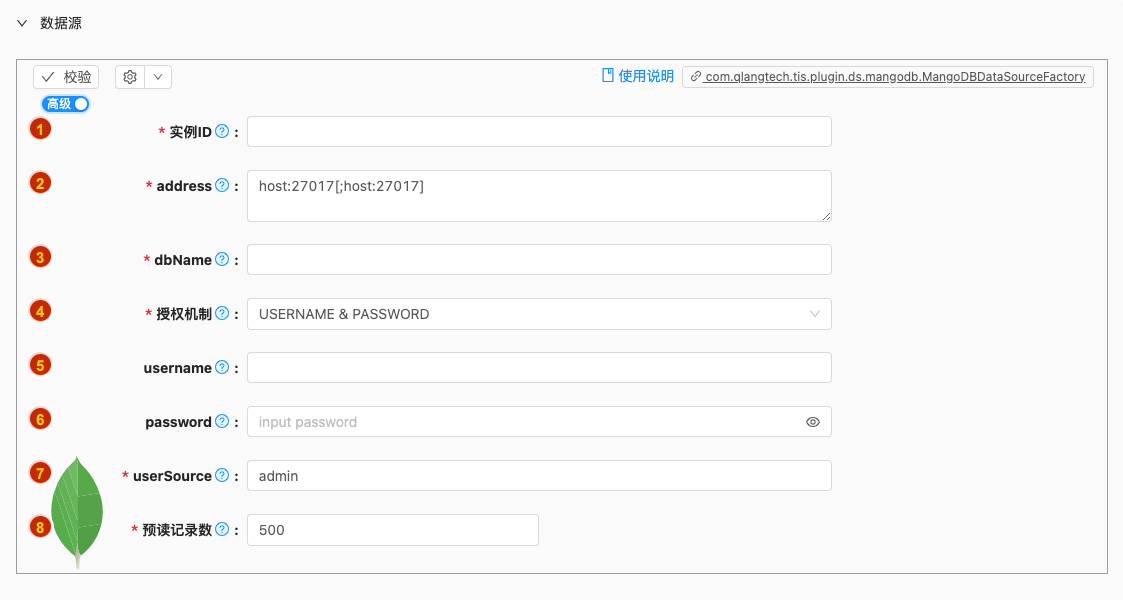 数据源
校验
使用说明 com.qlangtech.tis.plugin.ds.mangodb.MangoDBDataSourceFactory
高级
1 * 实例ID ? :
2 * address ? : host:27017[;host:27017]
3 * dbName ? :
4 * 授权机制 ? : USERNAME & PASSWORD
5 username ? :
6 password ? : input password
7 * userSource ? : admin
8 * 预读记录数 ? : 500